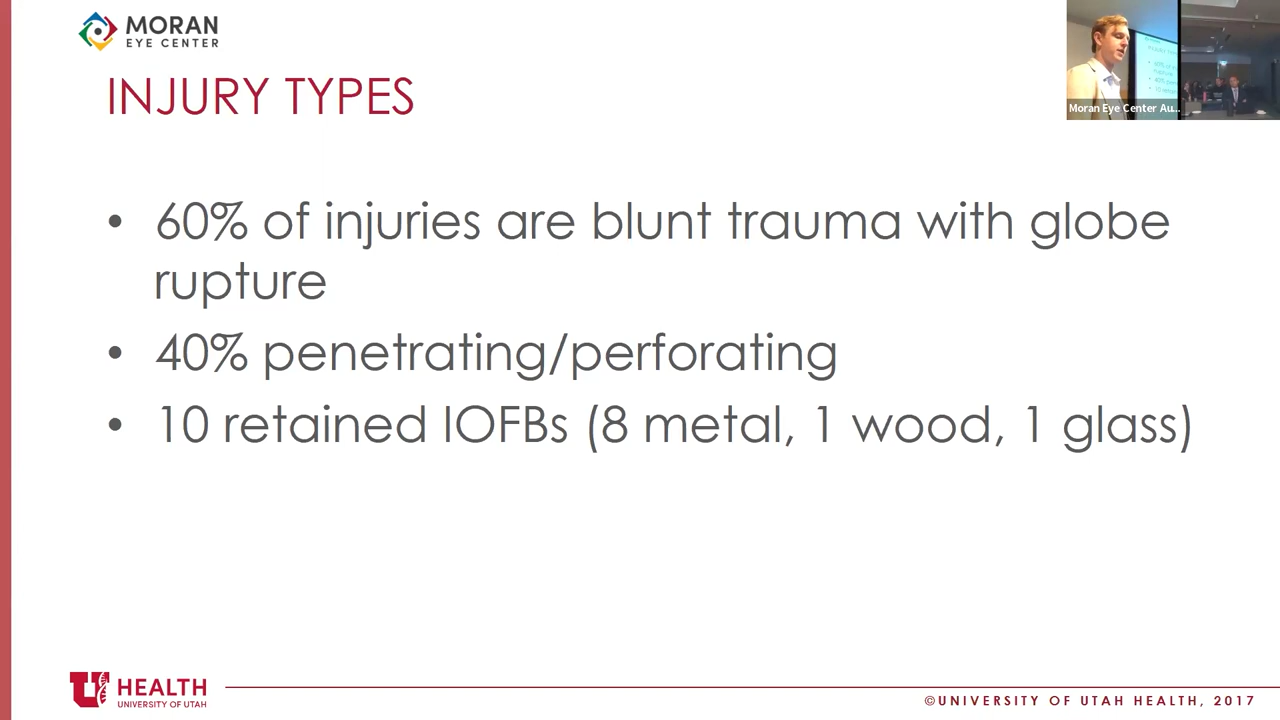 MORAN
EYE CENTER
INJURY TYPES
Moran Eye Center Au...
• 60% of injuries are blunt trauma with globe
rupture
• 40% penetrating/perforating
• 10 retained IOFBs (8 metal, 1 wood, 1 glass)
U HEALTH
UNIVERSITY OF UTAH
©UNIVERSITY OF UTAH HEALTH, 2017